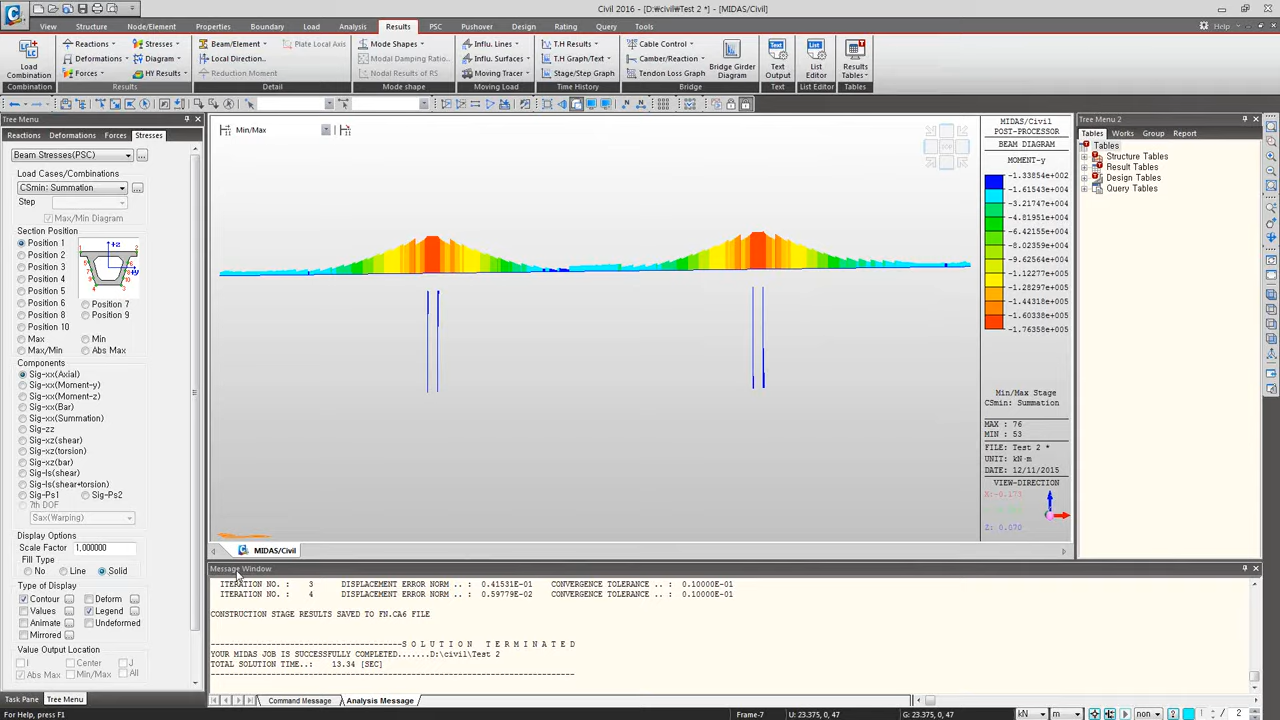 Civil 2016 - [D:\civil\Test 2 *] - [MIDAS/Civil]
View Structure Node/Element Properties Boundary Load Analysis Results PSC Pushover Design Rating Query Tools Help
Load Combination
Reactions Deformations Forces
Stresses Diagram HY Results
Beam/Element Local Direction Reduction Moment
Plate Local Axis
Mode Shapes Modal Damping Ratio Nodal Results of RS
Influ. Lines Influ. Surfaces Moving Tracer
T.H Results T.H Graph/Text Stage/Step Graph
Cable Control Camber/Reaction Tendon Loss Graph
Bridge Girder Diagram
Text Output
List Editor
Results Tables
Combination Results Detail Mode shape Moving Load Time History Bridge Text List Editor Tables
Tree Menu
Reactions Deformations Forces Stresses
Beam Stresses(PSC)
Load Cases/Combinations
CSmin: Summation
Step
Max/Min Diagram
Section Position
Position 1
Position 2
Position 3
Position 4
Position 5
Position 6 Position 7
Position 8 Position 9
Position 10
Max Min
Max/Min Abs Max
Components
Sig-xx(Axial)
Sig-xx(Moment-y)
Sig-xx(Moment-z)
Sig-xx(Bar)
Sig-xx(Summation)
Sig-zz
Sig-xz(shear)
Sig-xz(torsion)
Sig-xz(bar)
Sig-Is(shear)
Sig-Is(shear+torsion)
Sig-Ps1 Sig-Ps2
7th DOF
Sax(Warping)
Display Options
Scale Factor 1,000000
Fill Type
No Line Solid
Type of Display
Contour Deform
Values Legend
Animate Undeformed
Mirrored
Value Output Location
I Center J
Abs Max Min/Max All
Task Pane Tree Menu
Min/Max
MIDAS/Civil
POST-PROCESSOR
BEAM DIAGRAM
MOMENT-y
-1.33854e+002
-1.61543e+004
-3.21747e+004
-4.81951e+004
-6.42155e+004
-8.02359e+004
-9.62564e+004
-1.12277e+005
-1.28297e+005
-1.44318e+005
-1.60338e+005
-1.76358e+005
Min/Max Stage
CSmin: Summation
MAX : 76
MIN : 53
FILE: Test 2 *
UNIT: kN·m
DATE: 12/11/2015
VIEW-DIRECTION
X:-0.173
Z: 0.070
Tree Menu 2
Tables Works Group Report
Tables
Structure Tables
Result Tables
Design Tables
Query Tables
MIDAS/Civil
Message Window
ITERATION NO. : 3 DISPLACEMENT ERROR NORM .. : 0.41531E-01 CONVERGENCE TOLERANCE .. : 0.10000E-01
ITERATION NO. : 4 DISPLACEMENT ERROR NORM .. : 0.59779E-02 CONVERGENCE TOLERANCE .. : 0.10000E-01
CONSTRUCTION STAGE RESULTS SAVED TO FN.CA6 FILE
S O L U T I O N T E R M I N A T E D
YOUR MIDAS JOB IS SUCCESSFULLY COMPLETED.......D:\civil\Test 2
TOTAL SOLUTION TIME..: 13.34 [SEC]
Command Message Analysis Message
For Help, press F1 Frame-7 U: 23.375, 0, 47 G: 23.375, 0, 47 kN m non 2